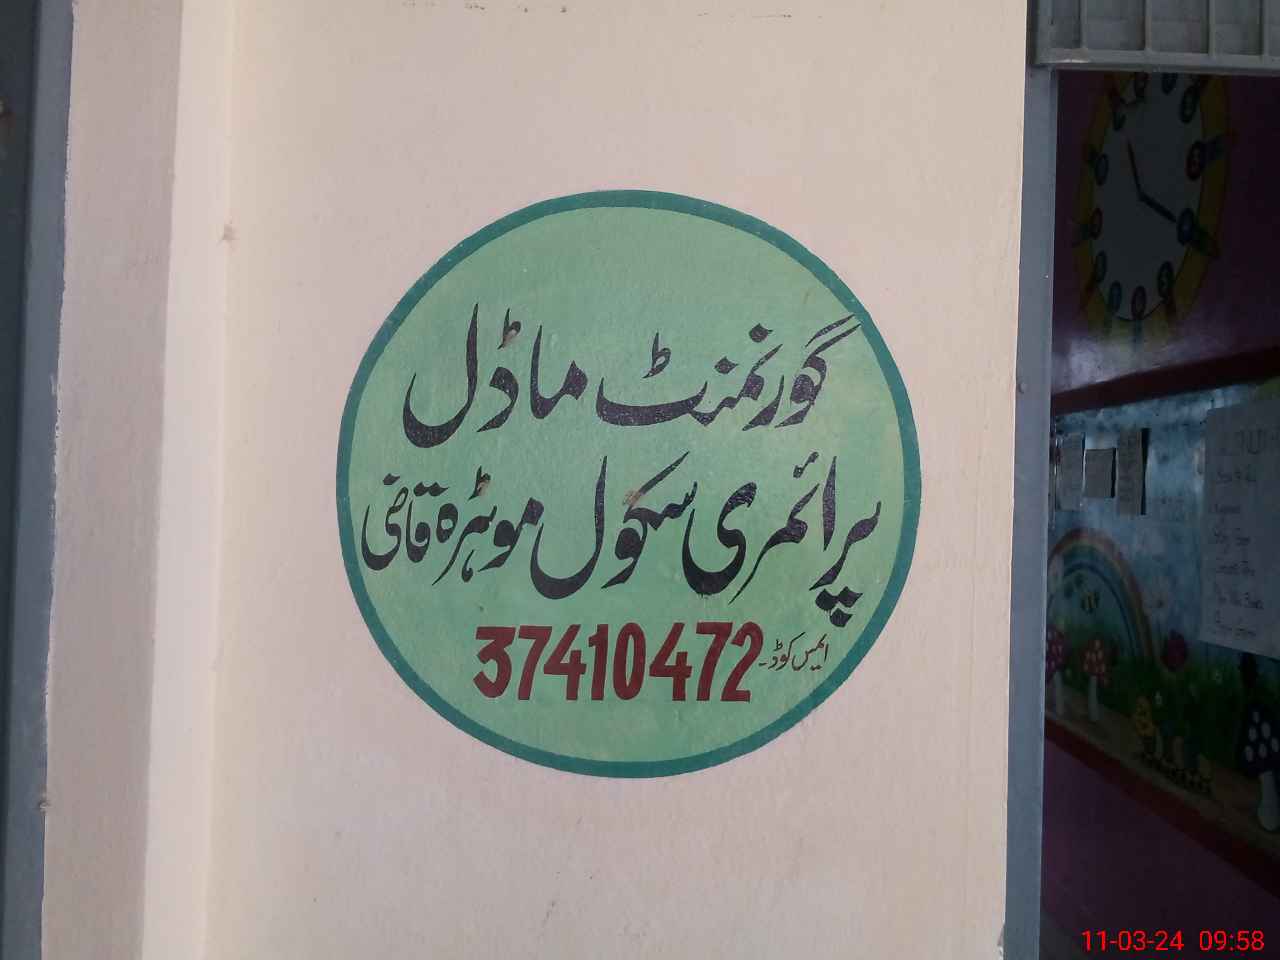 گورنمنٹ ماڈل
پرائمری سکول موہڑہ قاضی
ایمس کوڈ۔ 37410472
11-03-24 09:58